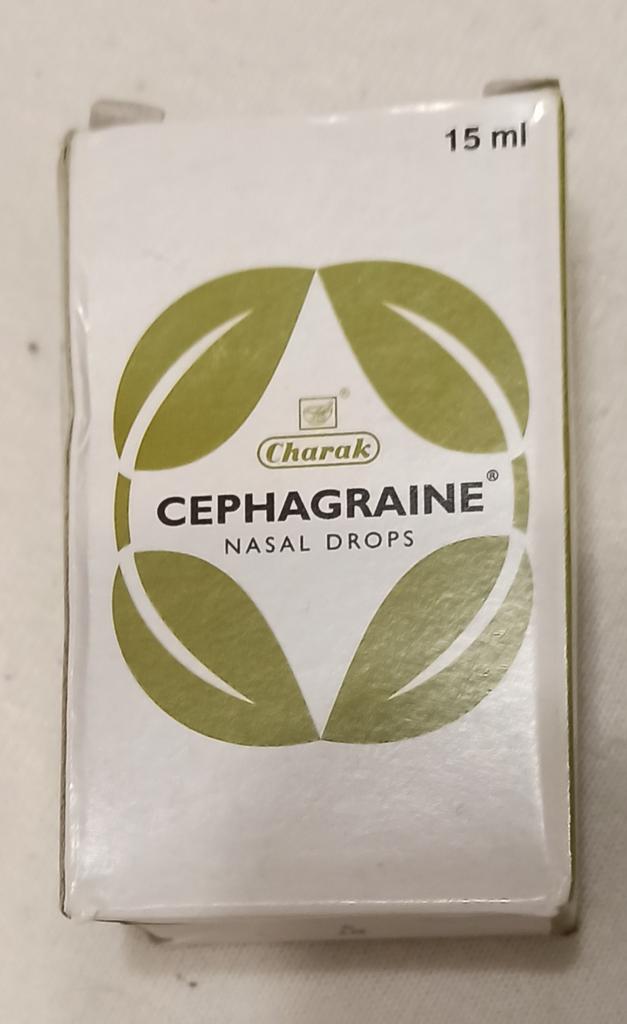 15 ml
Charak
CEPHAGRAINE®
NASAL DROPS